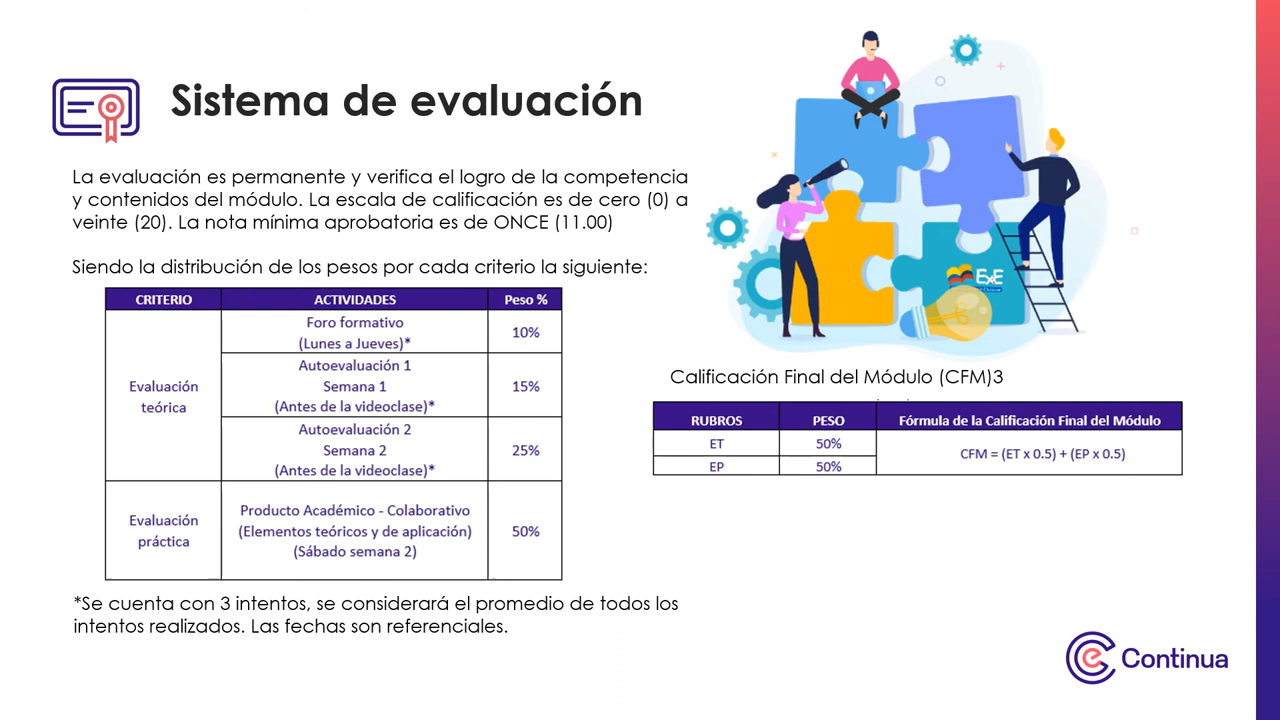 Sistema de evaluación
La evaluación es permanente y verifica el logro de la competencia
y contenidos del módulo. La escala de calificación es de cero (0) a
veinte (20). La nota mínima aprobatoria es de ONCE (11.00)
Siendo la distribución de los pesos por cada criterio la siguiente:
CRITERIO ACTIVIDADES Peso %
Evaluación
teórica
Foro formativo
(Lunes a Jueves)*
10%
Autoevaluación 1
Semana 1
(Antes de la videoclase)*
15%
Autoevaluación 2
Semana 2
(Antes de la videoclase)*
25%
Evaluación
práctica
Producto Académico - Colaborativo
(Elementos teóricos y de aplicación)
(Sábado semana 2)
50%
*Se cuenta con 3 intentos, se considerará el promedio de todos los
intentos realizados. Las fechas son referenciales.
ExE
Calificación Final del Módulo (CFM)3
RUBROS PESO Fórmula de la Calificación Final del Módulo
ET 50%
EP 50%
CFM = (ET x 0.5) + (EP x 0.5)
Continua